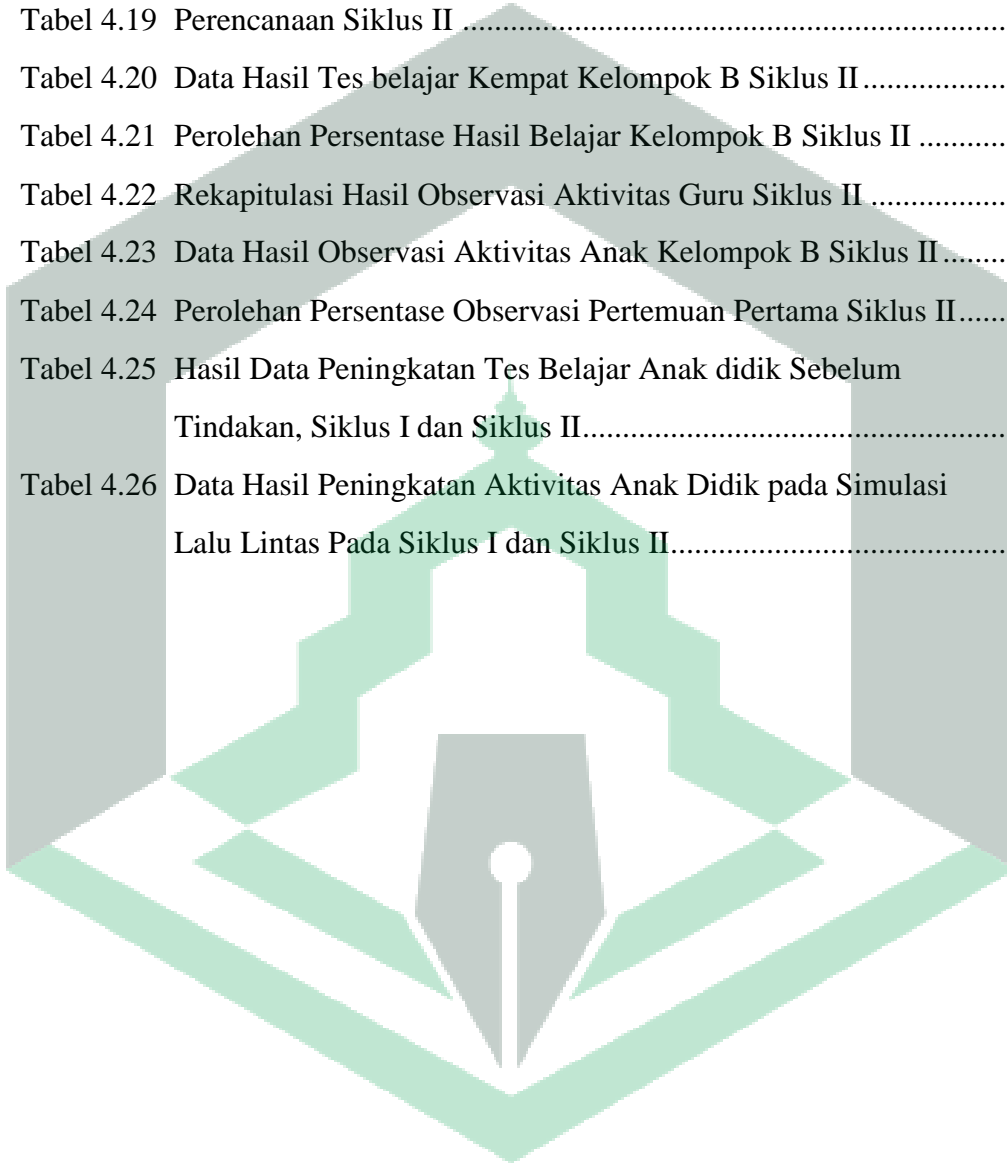 Tabel 4.19 Perencanaan Siklus II ......................................................................
Tabel 4.20 Data Hasil Tes belajar Kempat Kelompok B Siklus II ..................
Tabel 4.21 Perolehan Persentase Hasil Belajar Kelompok B Siklus II ...........
Tabel 4.22 Rekapitulasi Hasil Observasi Aktivitas Guru Siklus II .................
Tabel 4.23 Data Hasil Observasi Aktivitas Anak Kelompok B Siklus II ........
Tabel 4.24 Perolehan Persentase Observasi Pertemuan Pertama Siklus II ......
Tabel 4.25 Hasil Data Peningkatan Tes Belajar Anak didik Sebelum
Tindakan, Siklus I dan Siklus II .....................................................
Tabel 4.26 Data Hasil Peningkatan Aktivitas Anak Didik pada Simulasi
Lalu Lintas Pada Siklus I dan Siklus II ..........................................